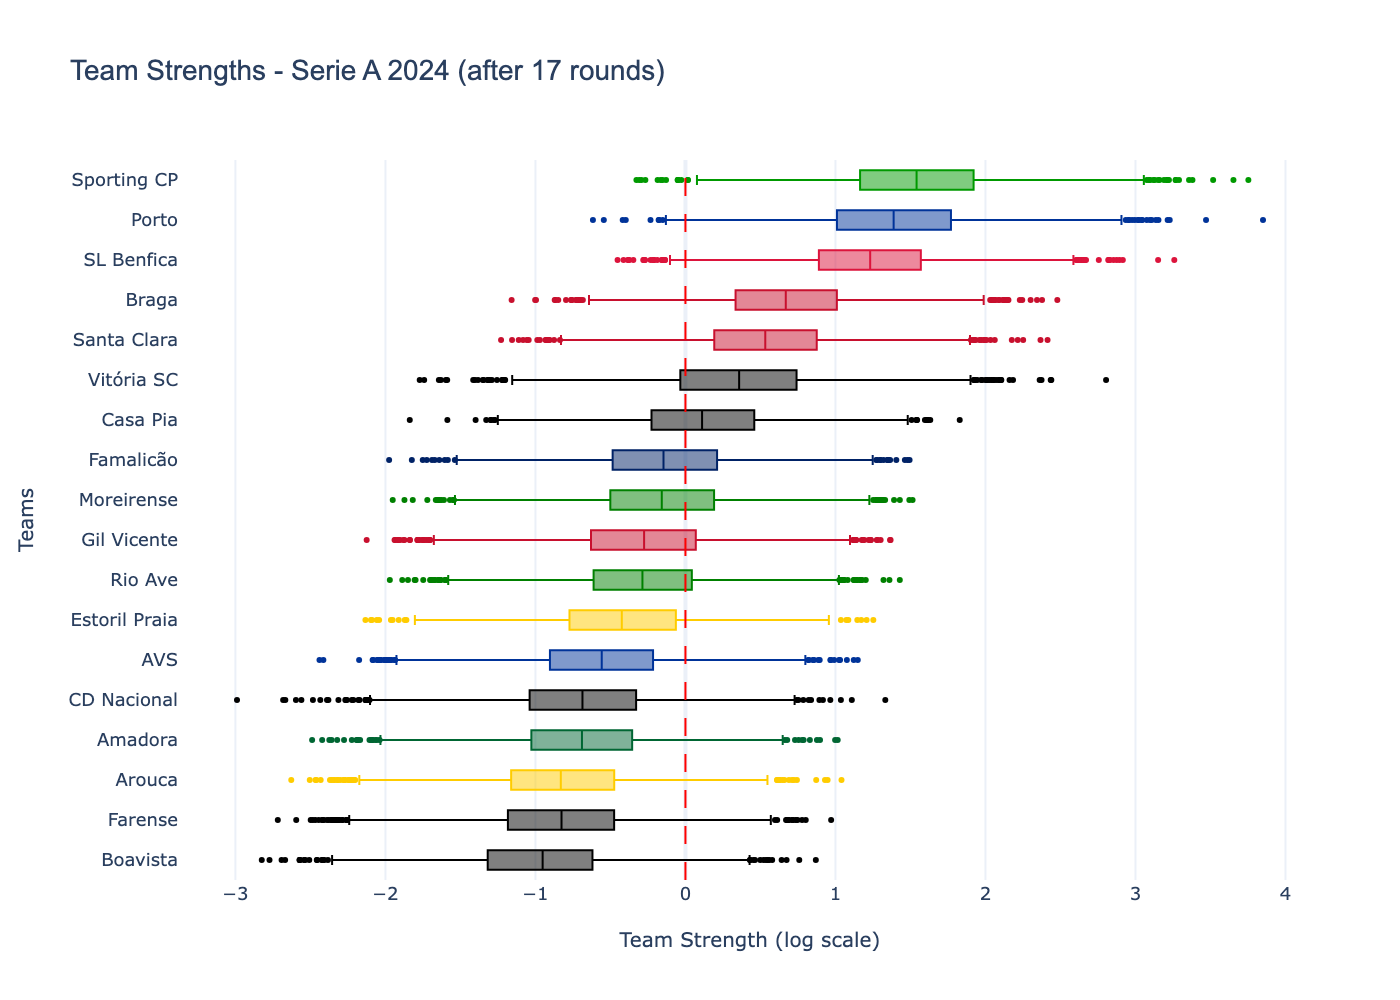 Team Strengths - Serie A 2024 (after 17 rounds)
Teams
Sporting CP
Porto
SL Benfica
Braga
Santa Clara
Vitória SC
Casa Pia
Famalicão
Moreirense
Gil Vicente
Rio Ave
Estoril Praia
AVS
CD Nacional
Amadora
Arouca
Farense
Boavista
−3 −2 −1 0 1 2 3 4
Team Strength (log scale)